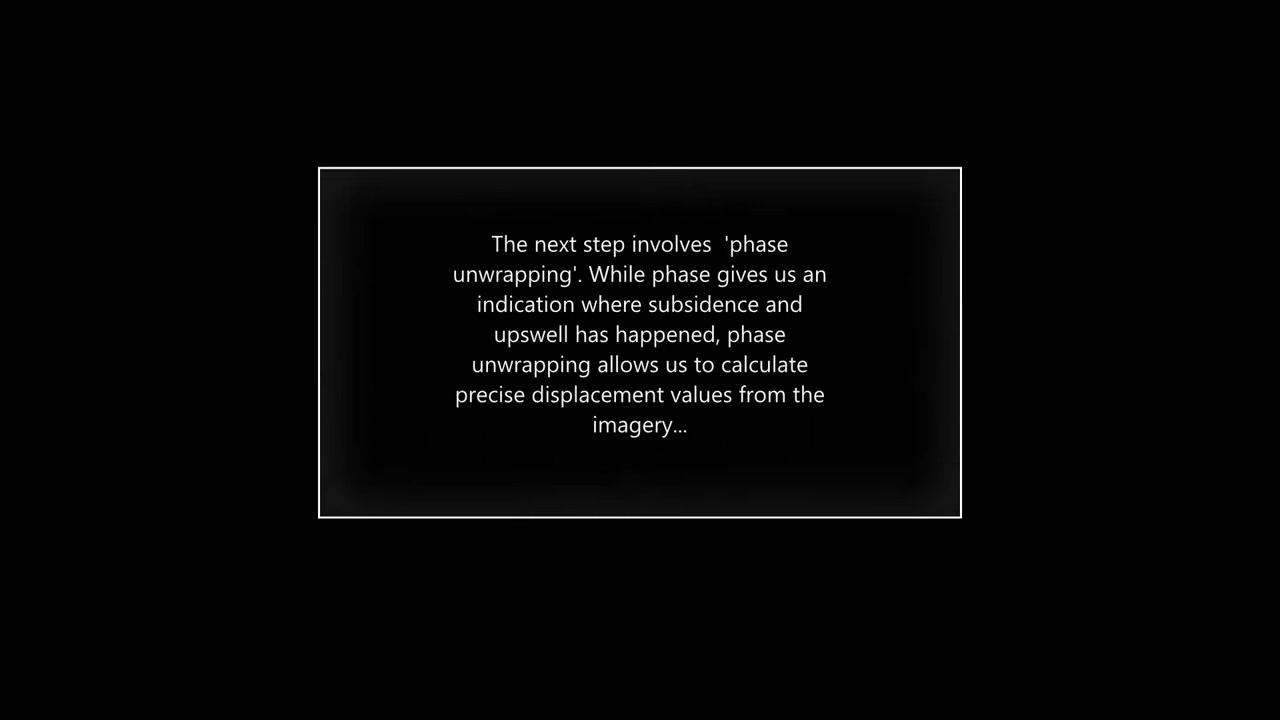 The next step involves  'phase
unwrapping'. While phase gives us an
indication where subsidence and
upswell has happened, phase
unwrapping allows us to calculate
precise displacement values from the
imagery...